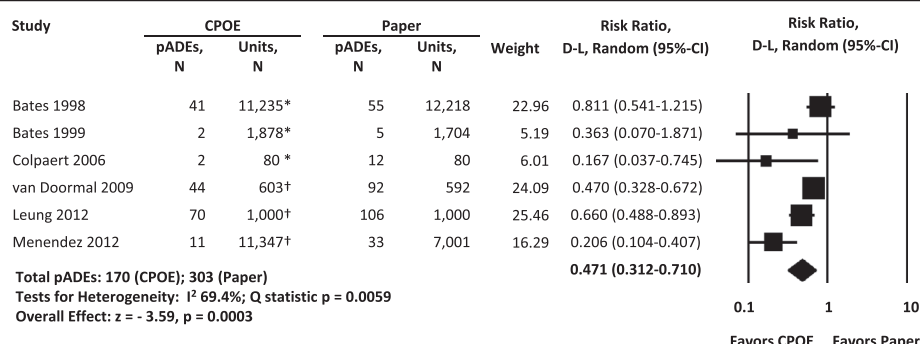 Study CPOE Paper Risk Ratio, Risk Ratio,
pADEs, Units, pADEs, Units, Weight D-L, Random (95%-CI) D-L, Random (95%-CI)
N N N N
Bates 1998 41 11,235* 55 12,218 22.96 0.811 (0.541-1.215)
Bates 1999 2 1,878* 5 1,704 5.19 0.363 (0.070-1.871)
Colpaert 2006 2 80 * 12 80 6.01 0.167 (0.037-0.745)
van Doormal 2009 44 603† 92 592 24.09 0.470 (0.328-0.672)
Leung 2012 70 1,000† 106 1,000 25.46 0.660 (0.488-0.893)
Menendez 2012 11 11,347† 33 7,001 16.29 0.206 (0.104-0.407)
0.471 (0.312-0.710)
Total pADEs: 170 (CPOE); 303 (Paper)
Tests for Heterogeneity: I² 69.4%; Q statistic p = 0.0059
Overall Effect: z = - 3.59, p = 0.0003
0.1 1 10
Favors CPOE Favors Paper